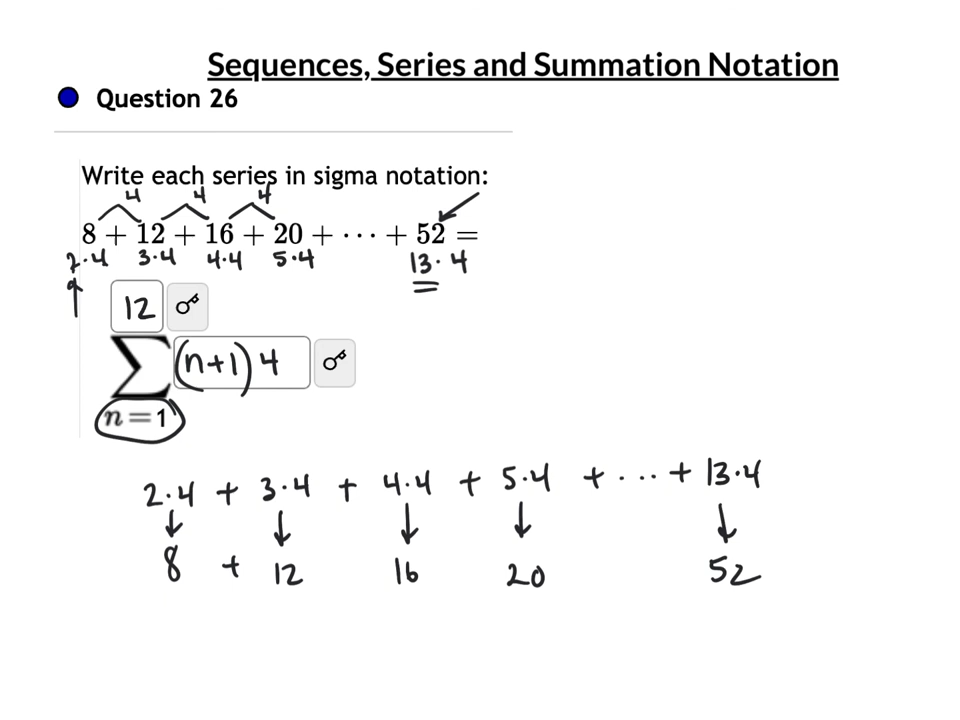 Sequences, Series and Summation Notation
Question 26
Write each series in sigma notation:
4 4 4
8 + 12 + 16 + 20 + ⋯ + 52 =
2·4 3·4 4·4 5·4 13·4
12
∑ (n+1) 4
n = 1
2·4 + 3·4 + 4·4 + 5·4 + ... + 13·4
8 + 12 16 20 52